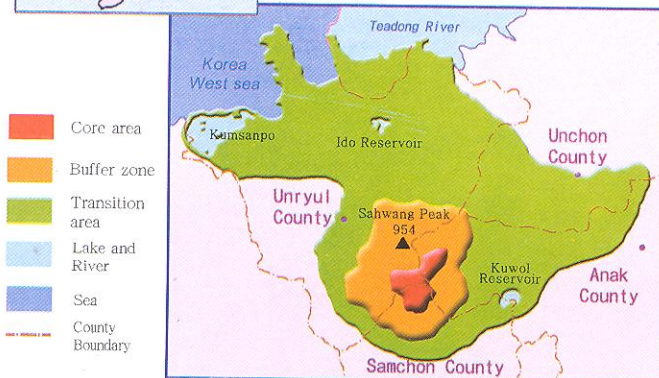 Teadong River
Korea
West sea
Kumsanpo
Ido Reservoir
Unchon
County
Unryul
County
Sahwang Peak
954
Kuwol
Reservoir
Anak
County
Samchon County
Core area
Buffer zone
Transition
area
Lake and
River
Sea
County
Boundary